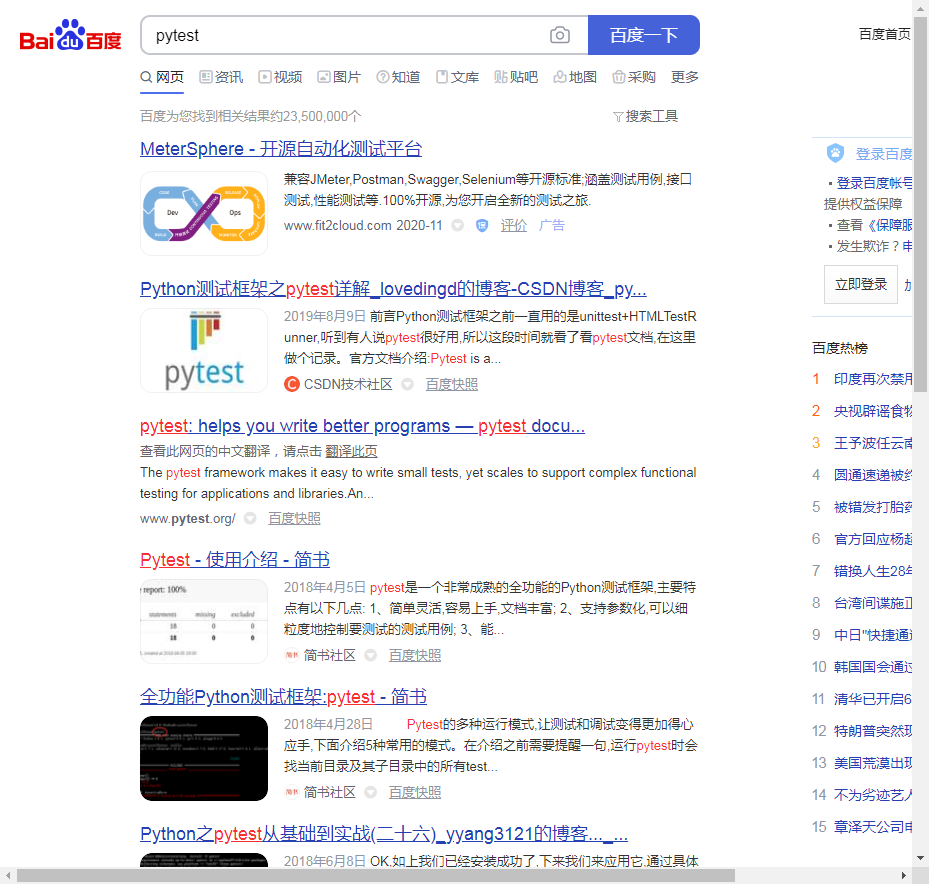 Bai du 百度
pytest
百度一下
百度首页
网页 资讯 视频 图片 知道 文库 贴吧 地图 采购 更多
百度为您找到相关结果约23,500,000个
搜索工具
MeterSphere - 开源自动化测试平台
Dev
Ops
兼容JMeter,Postman,Swagger,Selenium等开源标准;涵盖测试用例,接口
测试,性能测试等.100%开源,为您开启全新的测试之旅.
www.fit2cloud.com 2020-11 评价 广告
Python测试框架之pytest详解_lovedingd的博客-CSDN博客_py...
pytest
2019年8月9日 前言Python测试框架之前一直用的是unittest+HTMLTestR
unner,听到有人说pytest很好用,所以这段时间就看了看pytest文档,在这里
做个记录。官方文档介绍:Pytest is a...
CSDN技术社区 百度快照
pytest: helps you write better programs — pytest docu...
查看此网页的中文翻译，请点击 翻译此页
The pytest framework makes it easy to write small tests, yet scales to support complex functional
testing for applications and libraries.An...
www.pytest.org/ 百度快照
Pytest - 使用介绍 - 简书
report: 100%
statements missing excluded
18 0 0
18 0 0
2018年4月5日 pytest是一个非常成熟的全功能的Python测试框架,主要特
点有以下几点: 1、简单灵活,容易上手,文档丰富; 2、支持参数化,可以细
粒度地控制要测试的测试用例; 3、能...
简书 简书社区 百度快照
全功能Python测试框架:pytest - 简书
2018年4月28日 Pytest的多种运行模式,让测试和调试变得更加得心
应手,下面介绍5种常用的模式。在介绍之前需要提醒一句,运行pytest时会
找当前目录及其子目录中的所有test...
简书 简书社区 百度快照
Python之pytest从基础到实战(二十六)_yyang3121的博客..._...
2018年6月8日 OK,如上我们已经安装成功了,下来我们来应用它,通过具体
登录百度
登录百度帐号
提供权益保障
查看《保障服
发生欺诈？申
立即登录
百度热榜
1 印度再次禁用
2 央视辟谣食物
3 王予波任云南
4 圆通速递被约
5 被错发打胎药
6 官方回应杨超
7 错换人生28年
8 台湾间谍施正
9 中日"快捷通道
10 韩国国会通过
11 清华已开启6
12 特朗普突然现
13 美国荒漠出现
14 不为劣迹艺人
15 章泽天公司申